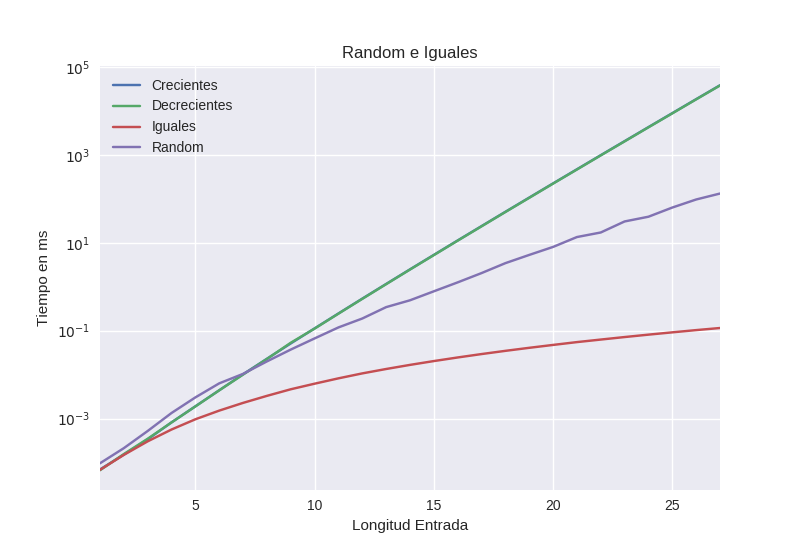 Random e Iguales
10^5
10^3
10^1
10^-1
10^-3
Tiempo en ms
Crecientes
Decrecientes
Iguales
Random
5 10 15 20 25
Longitud Entrada